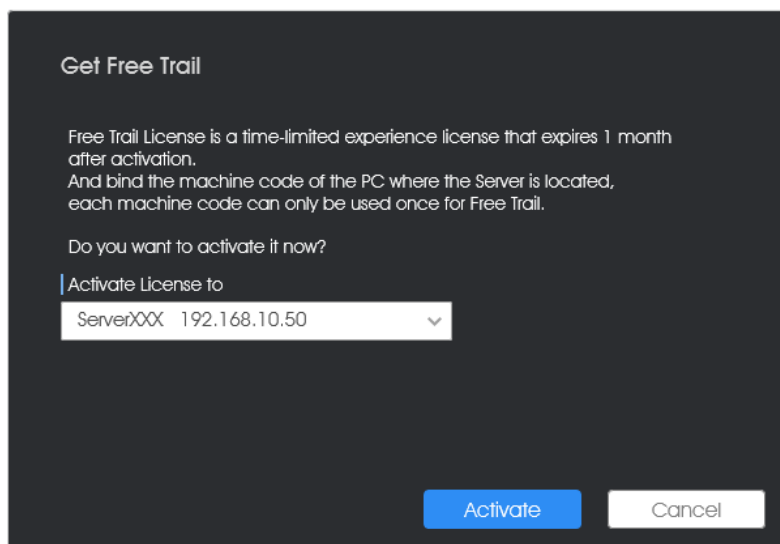 Get Free Trail
Free Trail License is a time-limited experience license that expires 1 month
after activation.
And bind the machine code of the PC where the Server is located,
each machine code can only be used once for Free Trail.
Do you want to activate it now?
Activate License to
ServerXXX 192.168.10.50
Activate
Cancel